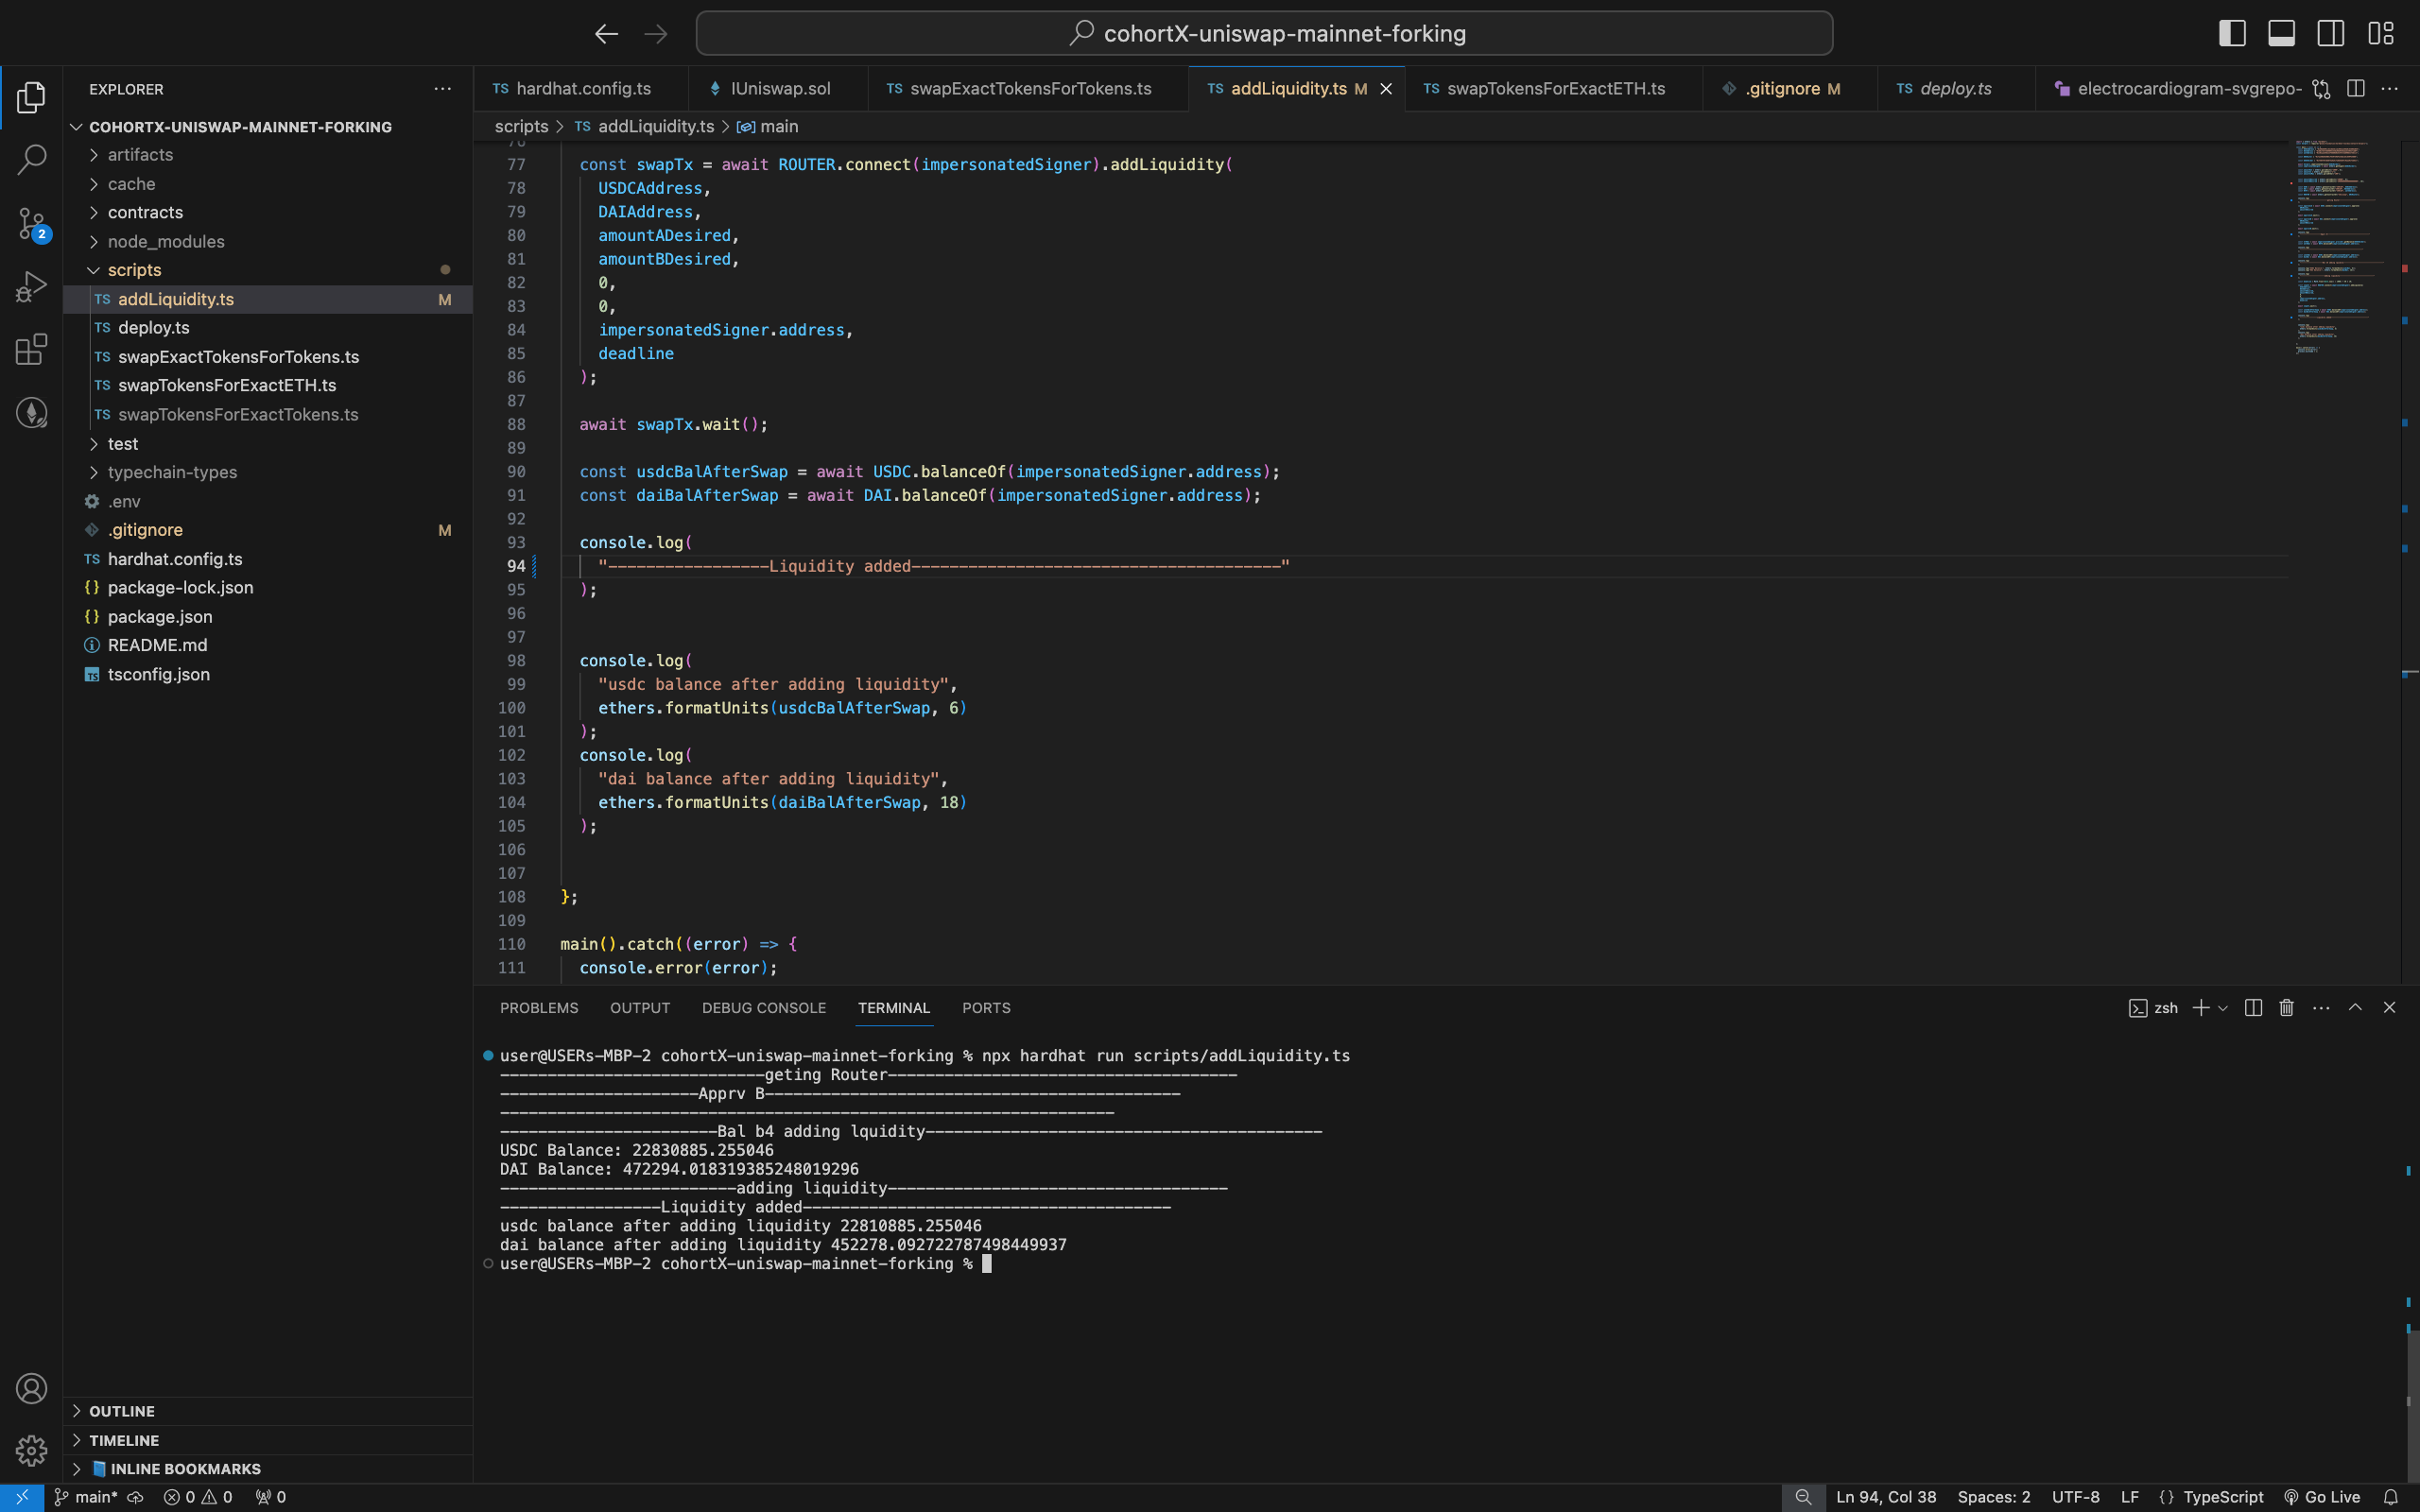 cohortX-uniswap-mainnet-forking
EXPLORER
COHORTX-UNISWAP-MAINNET-FORKING
artifacts
cache
contracts
node_modules
scripts
TS addLiquidity.ts M
TS deploy.ts
TS swapExactTokensForTokens.ts
TS swapTokensForExactETH.ts
TS swapTokensForExactTokens.ts
test
typechain-types
.env
.gitignore M
TS hardhat.config.ts
{} package-lock.json
{} package.json
README.md
TS tsconfig.json
OUTLINE
TIMELINE
INLINE BOOKMARKS
2
TS hardhat.config.ts
IUniswap.sol
TS swapExactTokensForTokens.ts
TS addLiquidity.ts M
TS swapTokensForExactETH.ts
.gitignore M
TS deploy.ts
electrocardiogram-svgrepo-
scripts > TS addLiquidity.ts > main
76
77 const swapTx = await ROUTER.connect(impersonatedSigner).addLiquidity(
78 USDCAddress,
79 DAIAddress,
80 amountADesired,
81 amountBDesired,
82 0,
83 0,
84 impersonatedSigner.address,
85 deadline
86 );
87
88 await swapTx.wait();
89
90 const usdcBalAfterSwap = await USDC.balanceOf(impersonatedSigner.address);
91 const daiBalAfterSwap = await DAI.balanceOf(impersonatedSigner.address);
92
93 console.log(
94 "-----------------Liquidity added---------------------------------------"
95 );
96
97
98 console.log(
99 "usdc balance after adding liquidity",
100 ethers.formatUnits(usdcBalAfterSwap, 6)
101 );
102 console.log(
103 "dai balance after adding liquidity",
104 ethers.formatUnits(daiBalAfterSwap, 18)
105 );
106
107
108 };
109
110 main().catch((error) => {
111 console.error(error);
PROBLEMS OUTPUT DEBUG CONSOLE TERMINAL PORTS
zsh
user@USERs-MBP-2 cohortX-uniswap-mainnet-forking % npx hardhat run scripts/addLiquidity.ts
----------------------------geting Router-------------------------------------
---------------------Apprv B--------------------------------------------
-----------------------------------------------------------------
-----------------------Bal b4 adding lquidity------------------------------------------
USDC Balance: 22830885.255046
DAI Balance: 472294.018319385248019296
-------------------------adding liquidity------------------------------------
-----------------Liquidity added---------------------------------------
usdc balance after adding liquidity 22810885.255046
dai balance after adding liquidity 452278.092722787498449937
user@USERs-MBP-2 cohortX-uniswap-mainnet-forking %
main* 0 0 0
Ln 94, Col 38 Spaces: 2 UTF-8 LF {} TypeScript Go Live